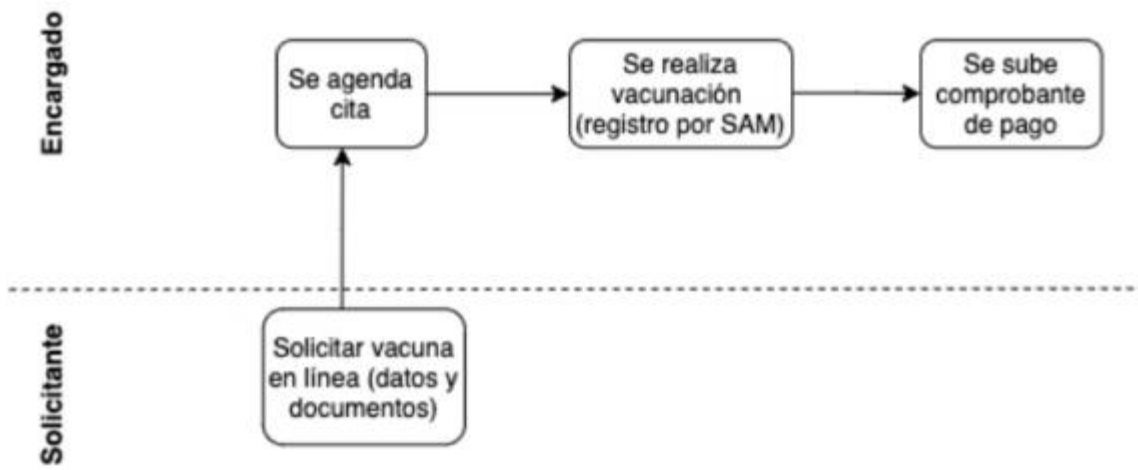 Encargado
Se agenda
cita
Se realiza
vacunación
(registro por SAM)
Se sube
comprobante
de pago
Solicitante
Solicitar vacuna
en línea (datos y
documentos)